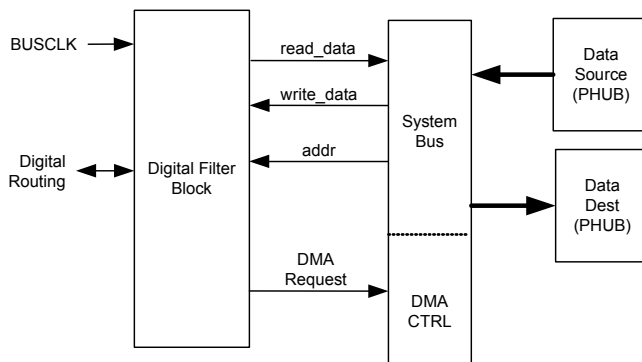 BUSCLK
Digital
Routing
Digital Filter
Block
read_data
write_data
addr
DMA
Request
System
Bus
DMA
CTRL
Data
Source
(PHUB)
Data
Dest
(PHUB)